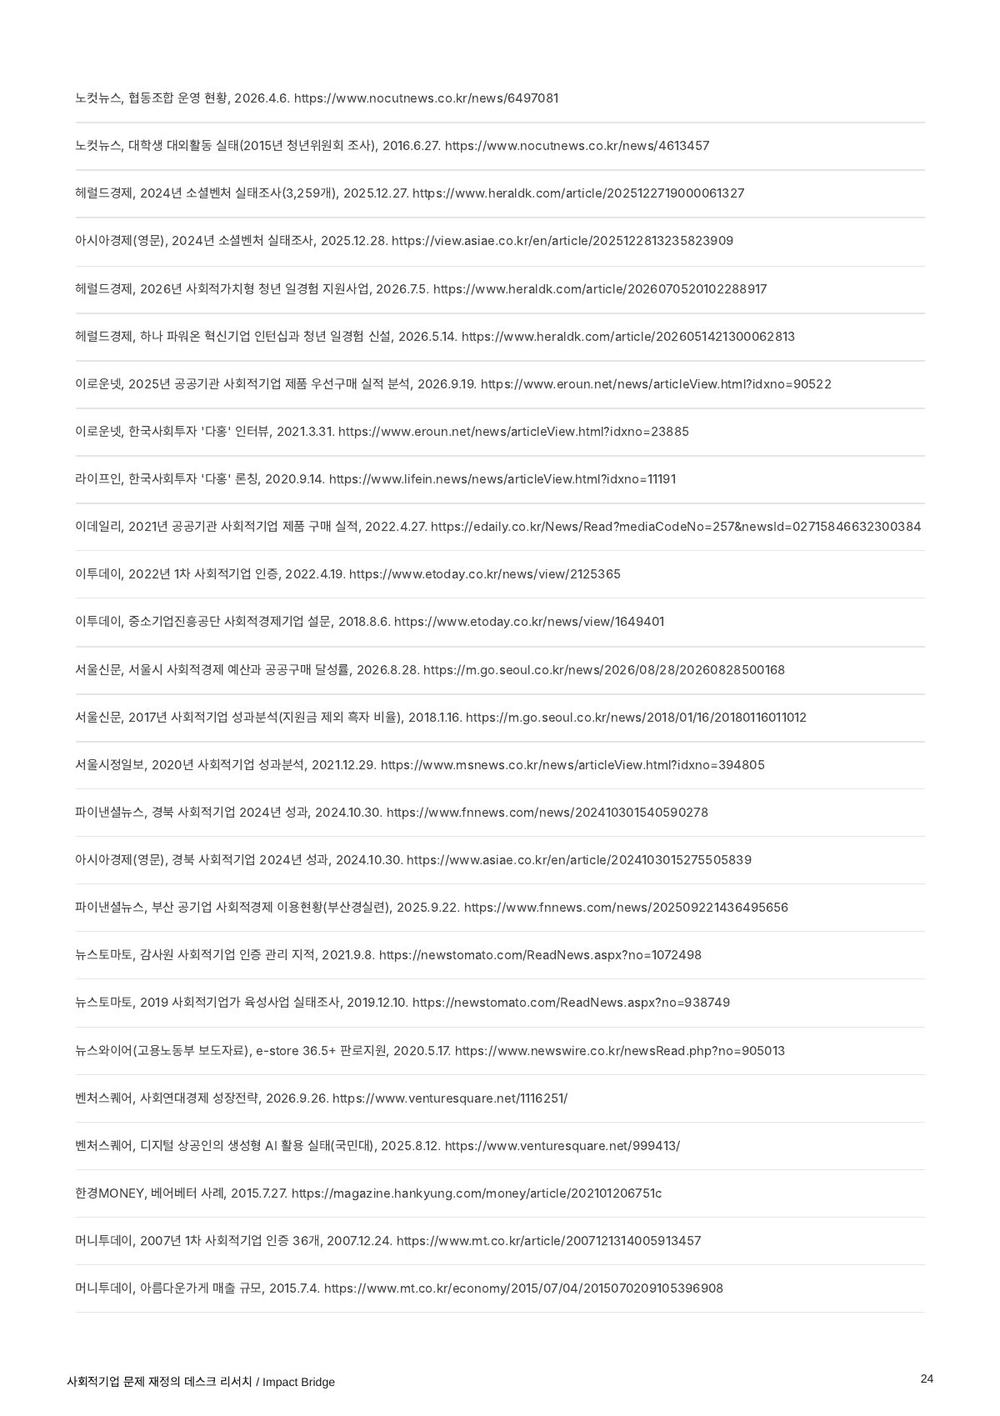 노컷뉴스, 협동조합 운영 현황, 2026.4.6. https://www.nocutnews.co.kr/news/6497081
노컷뉴스, 대학생 대외활동 실태(2015년 청년위원회 조사), 2016.6.27. https://www.nocutnews.co.kr/news/4613457
헤럴드경제, 2024년 소셜벤처 실태조사(3,259개), 2025.12.27. https://www.heraldk.com/article/2025122719000061327
아시아경제(영문), 2024년 소셜벤처 실태조사, 2025.12.28. https://view.asiae.co.kr/en/article/2025122813235823909
헤럴드경제, 2026년 사회적가치형 청년 일경험 지원사업, 2026.7.5. https://www.heraldk.com/article/2026070520102288917
헤럴드경제, 하나 파워온 혁신기업 인턴십과 청년 일경험 신설, 2026.5.14. https://www.heraldk.com/article/2026051421300062813
이로운넷, 2025년 공공기관 사회적기업 제품 우선구매 실적 분석, 2026.9.19. https://www.eroun.net/news/articleView.html?idxno=90522
이로운넷, 한국사회투자 '다홍' 인터뷰, 2021.3.31. https://www.eroun.net/news/articleView.html?idxno=23885
라이프인, 한국사회투자 '다홍' 론칭, 2020.9.14. https://www.lifein.news/news/articleView.html?idxno=11191
이데일리, 2021년 공공기관 사회적기업 제품 구매 실적, 2022.4.27. https://edaily.co.kr/News/Read?mediaCodeNo=257&newsId=02715846632300384
이투데이, 2022년 1차 사회적기업 인증, 2022.4.19. https://www.etoday.co.kr/news/view/2125365
이투데이, 중소기업진흥공단 사회적경제기업 설문, 2018.8.6. https://www.etoday.co.kr/news/view/1649401
서울신문, 서울시 사회적경제 예산과 공공구매 달성률, 2026.8.28. https://m.go.seoul.co.kr/news/2026/08/28/20260828500168
서울신문, 2017년 사회적기업 성과분석(지원금 제외 흑자 비율), 2018.1.16. https://m.go.seoul.co.kr/news/2018/01/16/20180116011012
서울시정일보, 2020년 사회적기업 성과분석, 2021.12.29. https://www.msnews.co.kr/news/articleView.html?idxno=394805
파이낸셜뉴스, 경북 사회적기업 2024년 성과, 2024.10.30. https://www.fnnews.com/news/202410301540590278
아시아경제(영문), 경북 사회적기업 2024년 성과, 2024.10.30. https://www.asiae.co.kr/en/article/2024103015275505839
파이낸셜뉴스, 부산 공기업 사회적경제 이용현황(부산경실련), 2025.9.22. https://www.fnnews.com/news/202509221436495656
뉴스토마토, 감사원 사회적기업 인증 관리 지적, 2021.9.8. https://newstomato.com/ReadNews.aspx?no=1072498
뉴스토마토, 2019 사회적기업가 육성사업 실태조사, 2019.12.10. https://newstomato.com/ReadNews.aspx?no=938749
뉴스와이어(고용노동부 보도자료), e-store 36.5+ 판로지원, 2020.5.17. https://www.newswire.co.kr/newsRead.php?no=905013
벤처스퀘어, 사회연대경제 성장전략, 2026.9.26. https://www.venturesquare.net/1116251/
벤처스퀘어, 디지털 상공인의 생성형 AI 활용 실태(국민대), 2025.8.12. https://www.venturesquare.net/999413/
한경MONEY, 베어베터 사례, 2015.7.27. https://magazine.hankyung.com/money/article/202101206751c
머니투데이, 2007년 1차 사회적기업 인증 36개, 2007.12.24. https://www.mt.co.kr/article/2007121314005913457
머니투데이, 아름다운가게 매출 규모, 2015.7.4. https://www.mt.co.kr/economy/2015/07/04/2015070209105396908
사회적기업 문제 재정의 데스크 리서치 / Impact Bridge
24